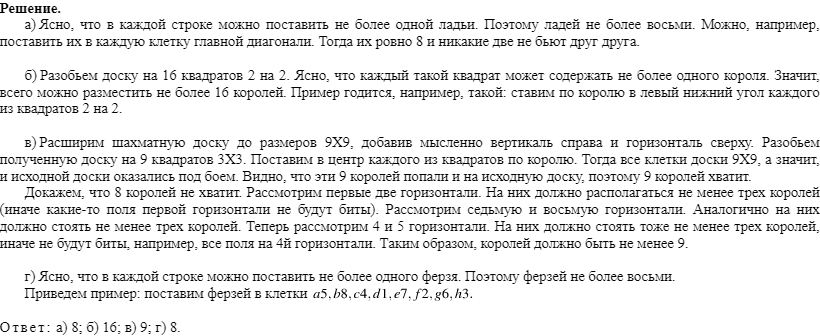 Решение.
а) Ясно, что в каждой строке можно поставить не более одной ладьи. Поэтому ладей не более восьми. Можно, например,
поставить их в каждую клетку главной диагонали. Тогда их ровно 8 и никакие две не бьют друг друга.
б) Разобьем доску на 16 квадратов 2 на 2. Ясно, что каждый такой квадрат может содержать не более одного короля. Значит,
всего можно разместить не более 16 королей. Пример годится, например, такой: ставим по королю в левый нижний угол каждого
из квадратов 2 на 2.
в) Расширим шахматную доску до размеров 9X9, добавив мысленно вертикаль справа и горизонталь сверху. Разобьем
полученную доску на 9 квадратов 3X3. Поставим в центр каждого из квадратов по королю. Тогда все клетки доски 9X9, а значит,
и исходной доски оказались под боем. Видно, что эти 9 королей попали и на исходную доску, поэтому 9 королей хватит.
Докажем, что 8 королей не хватит. Рассмотрим первые две горизонтали. На них должно располагаться не менее трех королей
(иначе какие-то поля первой горизонтали не будут биты). Рассмотрим седьмую и восьмую горизонтали. Аналогично на них
должно стоять не менее трех королей. Теперь рассмотрим 4 и 5 горизонтали. На них должно стоять тоже не менее трех королей,
иначе не будут биты, например, все поля на 4й горизонтали. Таким образом, королей должно быть не менее 9.
г) Ясно, что в каждой строке можно поставить не более одного ферзя. Поэтому ферзей не более восьми.
Приведем пример: поставим ферзей в клетки a5, b8, c4, d1, e7, f2, g6, h3.
Ответ: а) 8; б) 16; в) 9; г) 8.